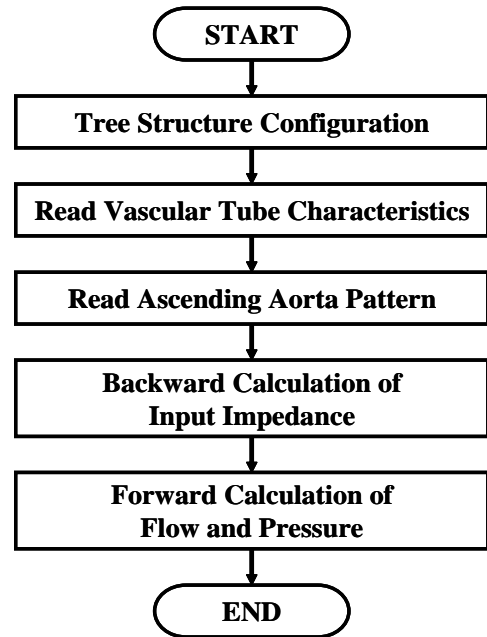 START
Tree Structure Configuration
Read Vascular Tube Characteristics
Read Ascending Aorta Pattern
Backward Calculation of
Input Impedance
Forward Calculation of
Flow and Pressure
END